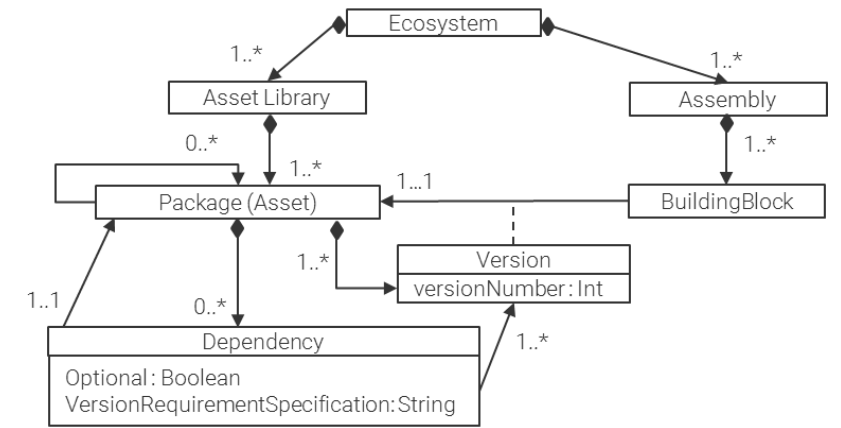 Ecosystem
1..*
1..*
Asset Library
Assembly
0..*
1..*
1..*
1...1
Package (Asset)
BuildingBlock
1..*
Version
versionNumber: Int
1..1
0..*
1..*
Dependency
Optional: Boolean
VersionRequirementSpecification: String